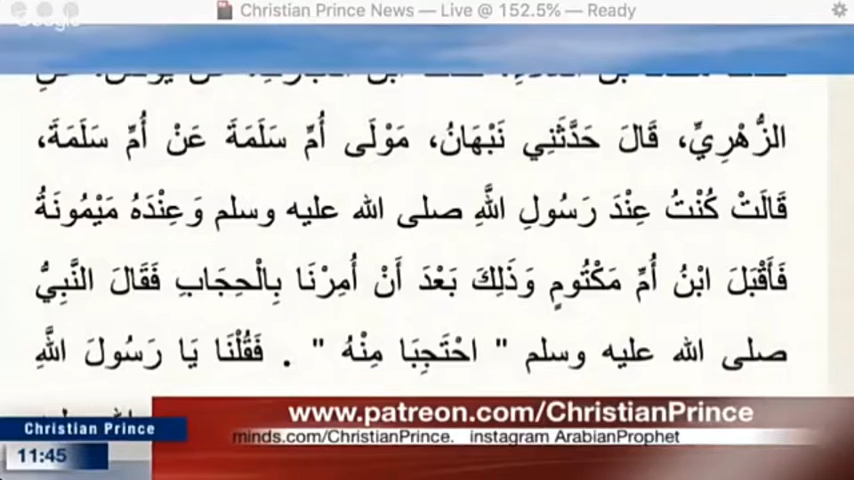 Christian Prince News — Live @ 152.5% — Ready
Google
الزُّهْرِيِّ، قَالَ حَدَّثَنِي نَبْهَانُ، مَوْلَى أُمِّ سَلَمَةَ عَنْ أُمِّ سَلَمَةَ،
قَالَتْ كُنْتُ عِنْدَ رَسُولِ اللَّهِ صلى الله عليه وسلم وَعِنْدَهُ مَيْمُونَةُ
فَأَقْبَلَ ابْنُ أُمِّ مَكْتُومٍ وَذَلِكَ بَعْدَ أَنْ أُمِرْنَا بِالْحِجَابِ فَقَالَ النَّبِيُّ
صلى الله عليه وسلم " احْتَجِبَا مِنْهُ " . فَقُلْنَا يَا رَسُولَ اللَّهِ
www.patreon.com/ChristianPrince
Christian Prince
minds.com/ChristianPrince. instagram ArabianProphet
11:45